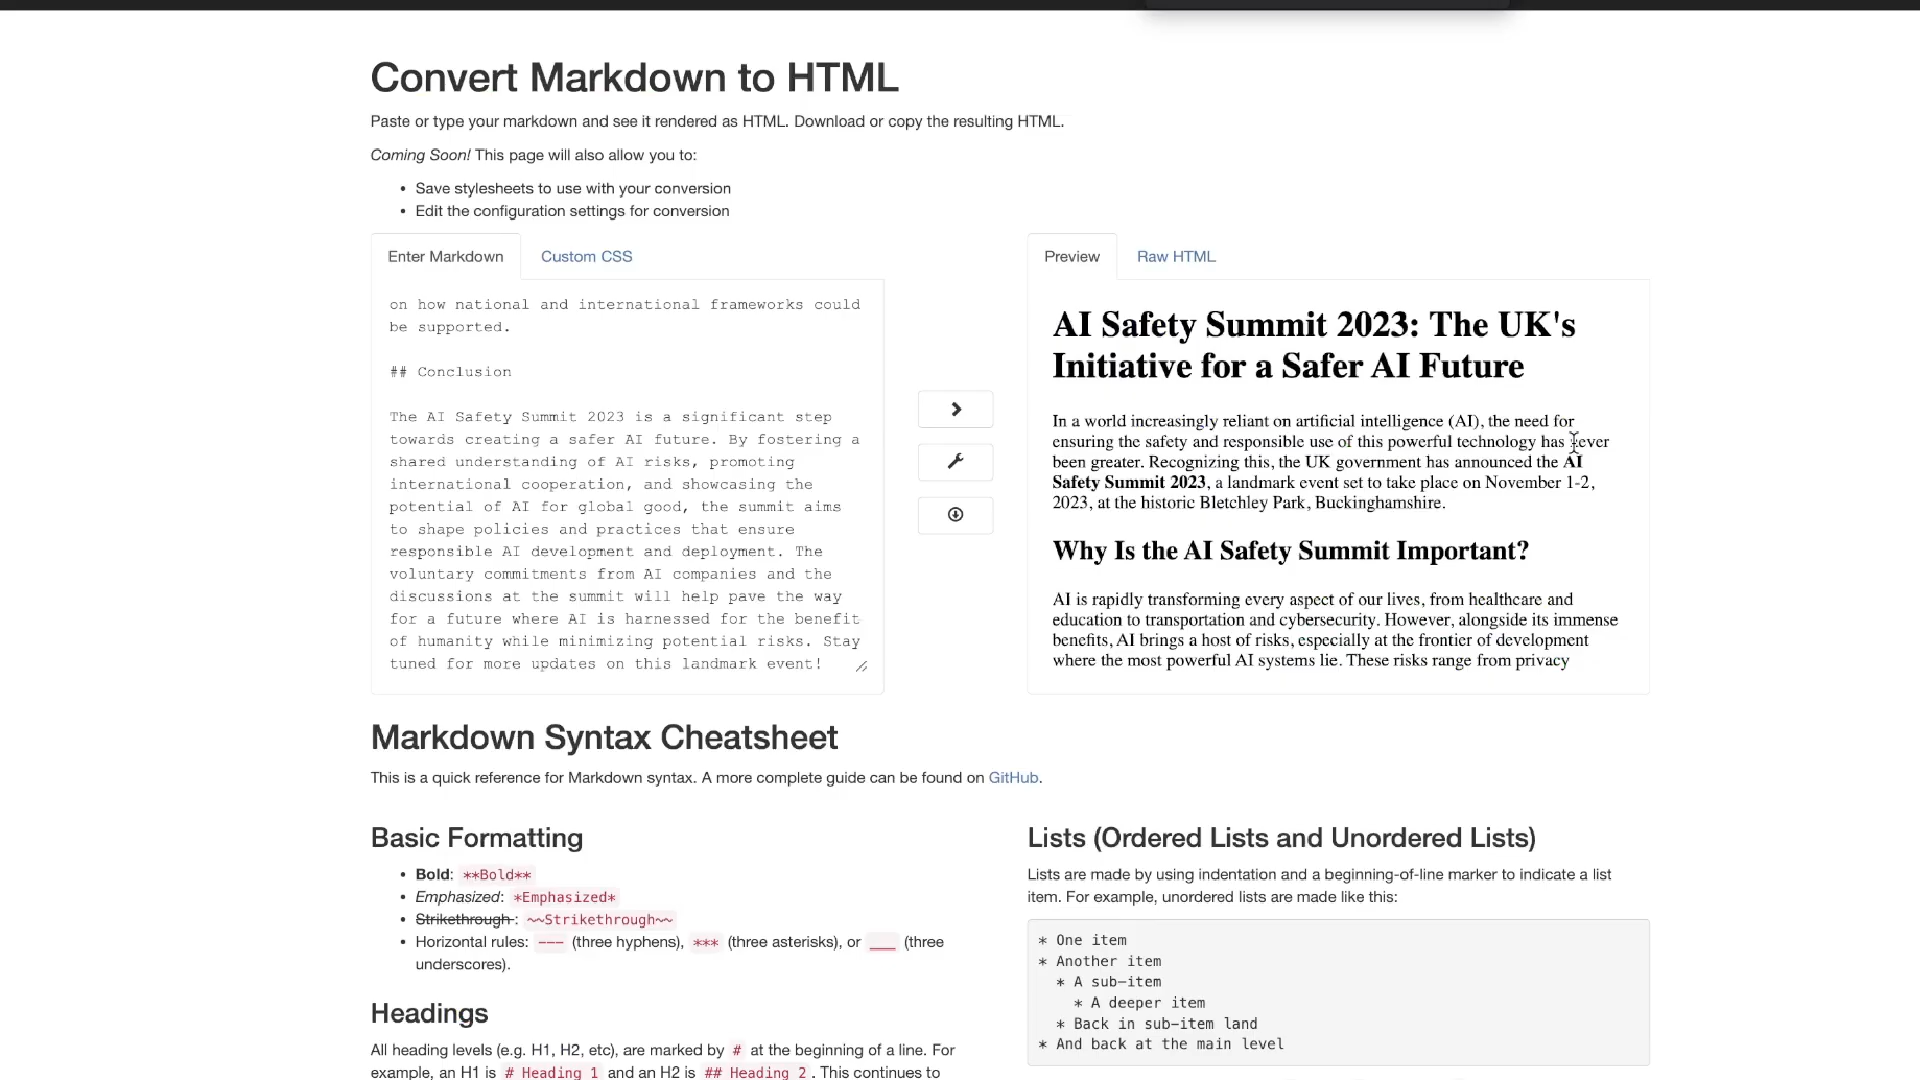 Convert Markdown to HTML
Paste or type your markdown and see it rendered as HTML. Download or copy the resulting HTML.
Coming Soon! This page will also allow you to:
• Save stylesheets to use with your conversion
• Edit the configuration settings for conversion
Enter Markdown
Custom CSS
on how national and international frameworks could
be supported.
## Conclusion
The AI Safety Summit 2023 is a significant step
towards creating a safer AI future. By fostering a
shared understanding of AI risks, promoting
international cooperation, and showcasing the
potential of AI for global good, the summit aims
to shape policies and practices that ensure
responsible AI development and deployment. The
voluntary commitments from AI companies and the
discussions at the summit will help pave the way
for a future where AI is harnessed for the benefit
of humanity while minimizing potential risks. Stay
tuned for more updates on this landmark event!
Preview
Raw HTML
AI Safety Summit 2023: The UK's
Initiative for a Safer AI Future
In a world increasingly reliant on artificial intelligence (AI), the need for
ensuring the safety and responsible use of this powerful technology has never
been greater. Recognizing this, the UK government has announced the AI
Safety Summit 2023, a landmark event set to take place on November 1-2,
2023, at the historic Bletchley Park, Buckinghamshire.
Why Is the AI Safety Summit Important?
AI is rapidly transforming every aspect of our lives, from healthcare and
education to transportation and cybersecurity. However, alongside its immense
benefits, AI brings a host of risks, especially at the frontier of development
where the most powerful AI systems lie. These risks range from privacy
Markdown Syntax Cheatsheet
This is a quick reference for Markdown syntax. A more complete guide can be found on GitHub.
Basic Formatting
• Bold: **Bold**
• Emphasized: *Emphasized*
• Strikethrough: ~~Strikethrough~~
• Horizontal rules: --- (three hyphens), *** (three asterisks), or ___ (three
underscores).
Headings
All heading levels (e.g. H1, H2, etc), are marked by # at the beginning of a line. For
example, an H1 is # Heading 1 and an H2 is ## Heading 2. This continues to
Lists (Ordered Lists and Unordered Lists)
Lists are made by using indentation and a beginning-of-line marker to indicate a list
item. For example, unordered lists are made like this:
* One item
* Another item
  * A sub-item
    * A deeper item
  * Back in sub-item land
* And back at the main level